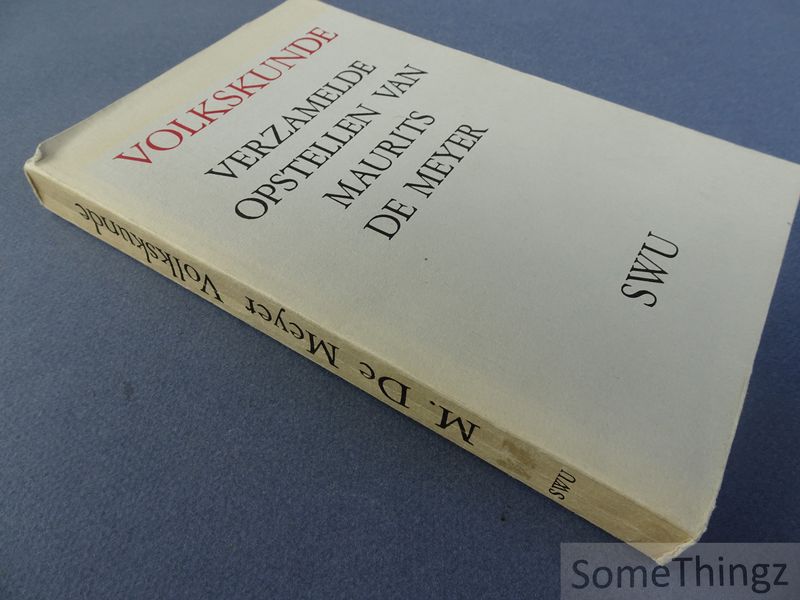 VOLKSKUNDE
VERZAMELDE
OPSTELLEN VAN
MAURITS
DE MEYER
SWU
M. De Meyer Volkskunde
SWU
SomeThingz